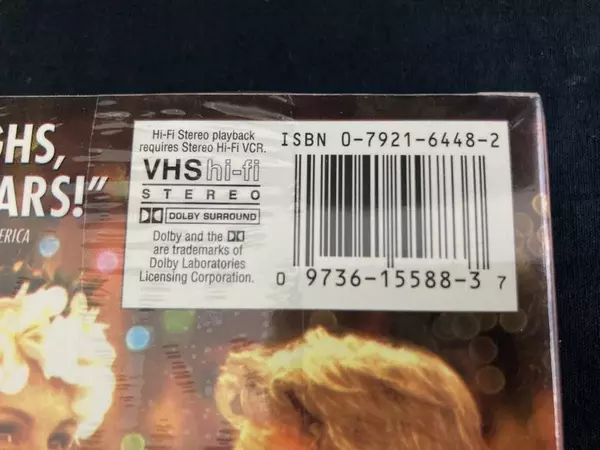 GHS,
ARS!”
ERICA
Hi-Fi Stereo playback
requires Stereo Hi-Fi VCR.
VHS hi-fi
STEREO
DOLBY SURROUND
Dolby and the
are trademarks of
Dolby Laboratories
Licensing Corporation.
ISBN 0-7921-6448-2
0 9736-15588-3 7